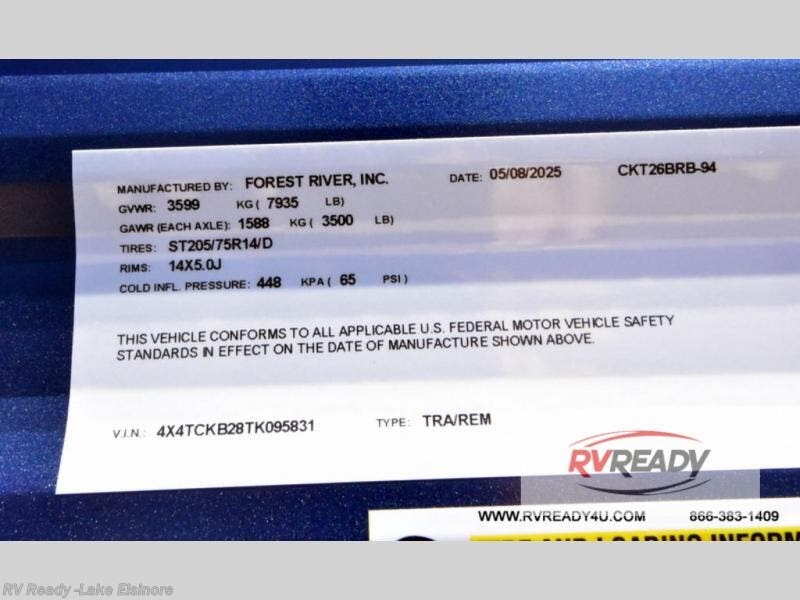 MANUFACTURED BY: FOREST RIVER, INC. DATE: 05/08/2025 CKT26BRB-94
GVWR: 3599 KG ( 7935 LB)
GAWR (EACH AXLE): 1588 KG ( 3500 LB)
TIRES: ST205/75R14/D
RIMS: 14X5.0J
COLD INFL. PRESSURE: 448 KPA ( 65 PSI )
THIS VEHICLE CONFORMS TO ALL APPLICABLE U.S. FEDERAL MOTOR VEHICLE SAFETY
STANDARDS IN EFFECT ON THE DATE OF MANUFACTURE SHOWN ABOVE.
V.I.N.: 4X4TCKB28TK095831 TYPE: TRA/REM
RVREADY
WWW.RVREADY4U.COM 866-383-1409
AND LOADING
RV Ready -Lake Elsinore